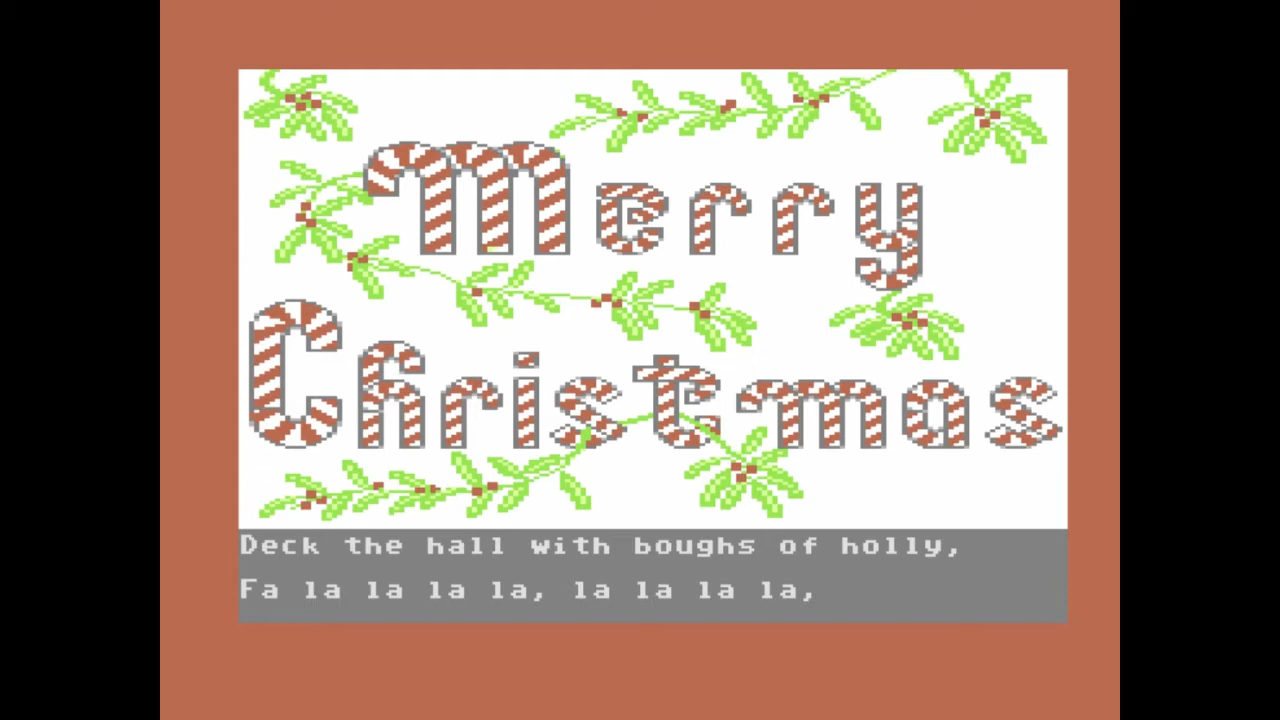 Merry
Christmas
Deck the hall with boughs of holly,
Fa la la la la, la la la la,